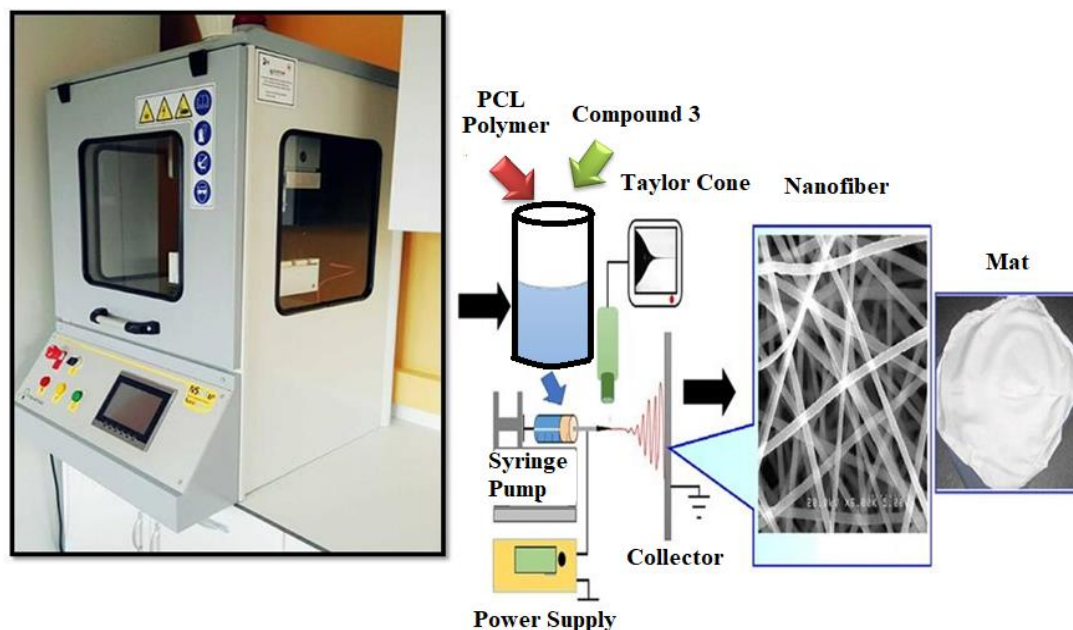 PCL
Polymer
Compound 3
Taylor Cone
Nanofiber
Mat
Syringe
Pump
Collector
Power Supply